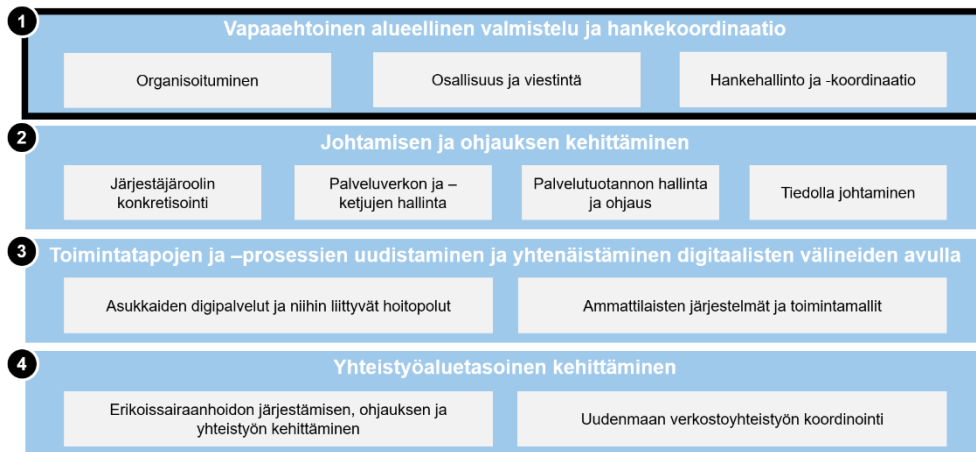 1
Vapaaehtoinen alueellinen valmistelu ja hankekoordinaatio
Organisoituminen
Osallisuus ja viestintä
Hankehallinto ja -koordinaatio
2
Johtamisen ja ohjauksen kehittäminen
Järjestäjäroolin
konkretisointi
Palveluverkon ja –
ketjujen hallinta
Palvelutuotannon hallinta
ja ohjaus
Tiedolla johtaminen
3
Toimintatapojen ja –prosessien uudistaminen ja yhtenäistäminen digitaalisten välineiden avulla
Asukkaiden digipalvelut ja niihin liittyvät hoitopolut
Ammattilaisten järjestelmät ja toimintamallit
4
Yhteistyöaluetasoinen kehittäminen
Erikoissairaanhoidon järjestämisen, ohjauksen ja
yhteistyön kehittäminen
Uudenmaan verkostoyhteistyön koordinointi